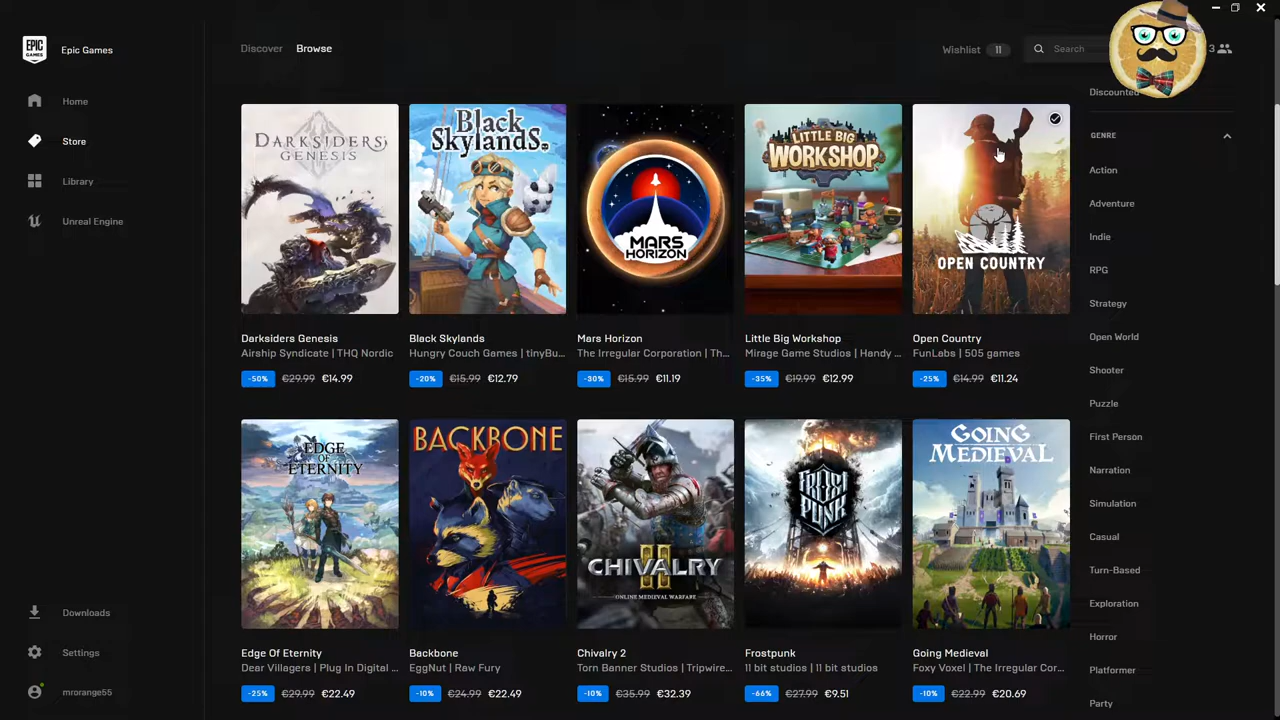 EPIC
GAMES
Epic Games
Discover
Browse
Wishlist
11
Search
3
Home
Store
Library
Unreal Engine
Downloads
Settings
mrorange55
DARKSIDERS
GENESIS
Black
Skylands
MARS
HORIZON
LITTLE BIG
WORKSHOP
OPEN COUNTRY
Darksiders Genesis
Airship Syndicate | THQ Nordic
-50% €29.99 €14.99
Black Skylands
Hungry Couch Games | tinyBu...
-20% €15.99 €12.79
Mars Horizon
The Irregular Corporation | Th...
-30% €15.99 €11.19
Little Big Workshop
Mirage Game Studios | Handy ...
-35% €19.99 €12.99
Open Country
FunLabs | 505 games
-25% €14.99 €11.24
EDGE
OF
ETERNITY
BACKBONE
CHIVALRY
II
ONLINE MEDIEVAL WARFARE
FROST
PUNK
GOING
MEDIEVAL
Edge Of Eternity
Dear Villagers | Plug In Digital ...
-25% €29.99 €22.49
Backbone
EggNut | Raw Fury
-10% €24.99 €22.49
Chivalry 2
Torn Banner Studios | Tripwire...
-10% €35.99 €32.39
Frostpunk
11 bit studios | 11 bit studios
-66% €27.99 €9.51
Going Medieval
Foxy Voxel | The Irregular Cor...
-10% €22.99 €20.69
Discounted
GENRE
Action
Adventure
Indie
RPG
Strategy
Open World
Shooter
Puzzle
First Person
Narration
Simulation
Casual
Turn-Based
Exploration
Horror
Platformer
Party